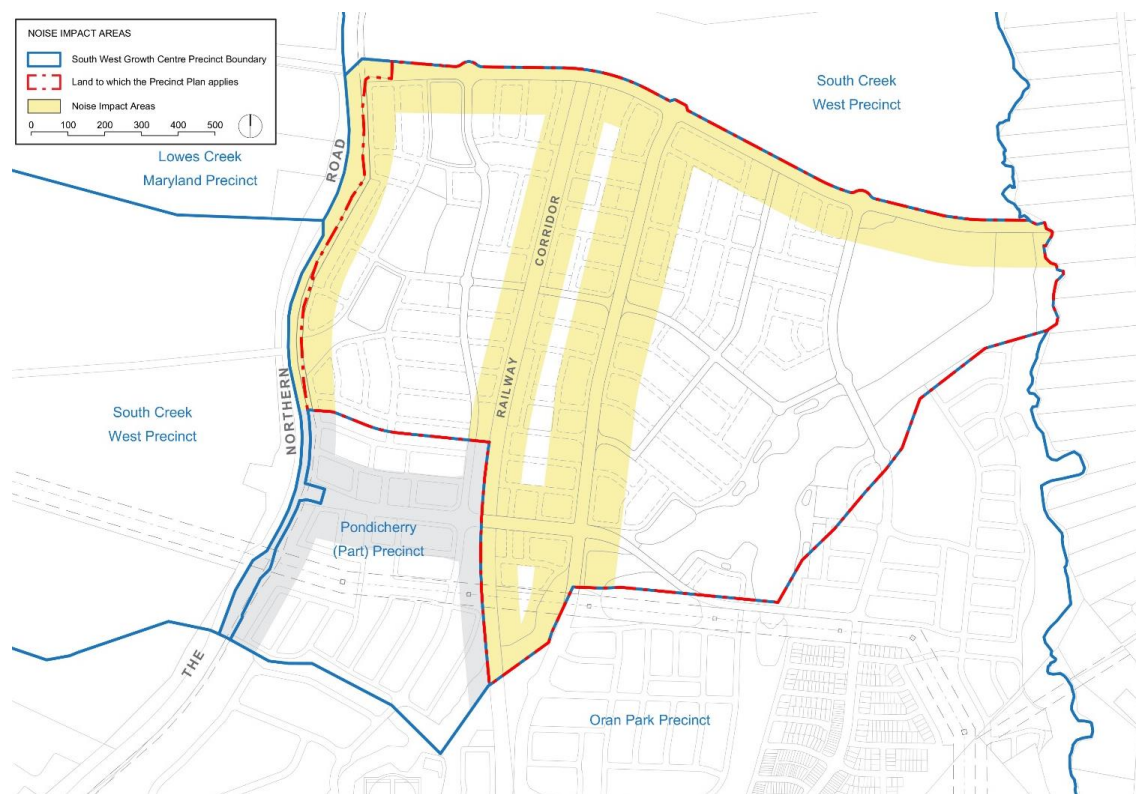 NOISE IMPACT AREAS
South West Growth Centre Precinct Boundary
Land to which the Precinct Plan applies
Noise Impact Areas
0 100 200 300 400 500
South Creek
West Precinct
Lowes Creek
Maryland Precinct
ROAD
CORRIDOR
RAILWAY
NORTHERN
South Creek
West Precinct
Pondicherry
(Part) Precinct
THE
Oran Park Precinct